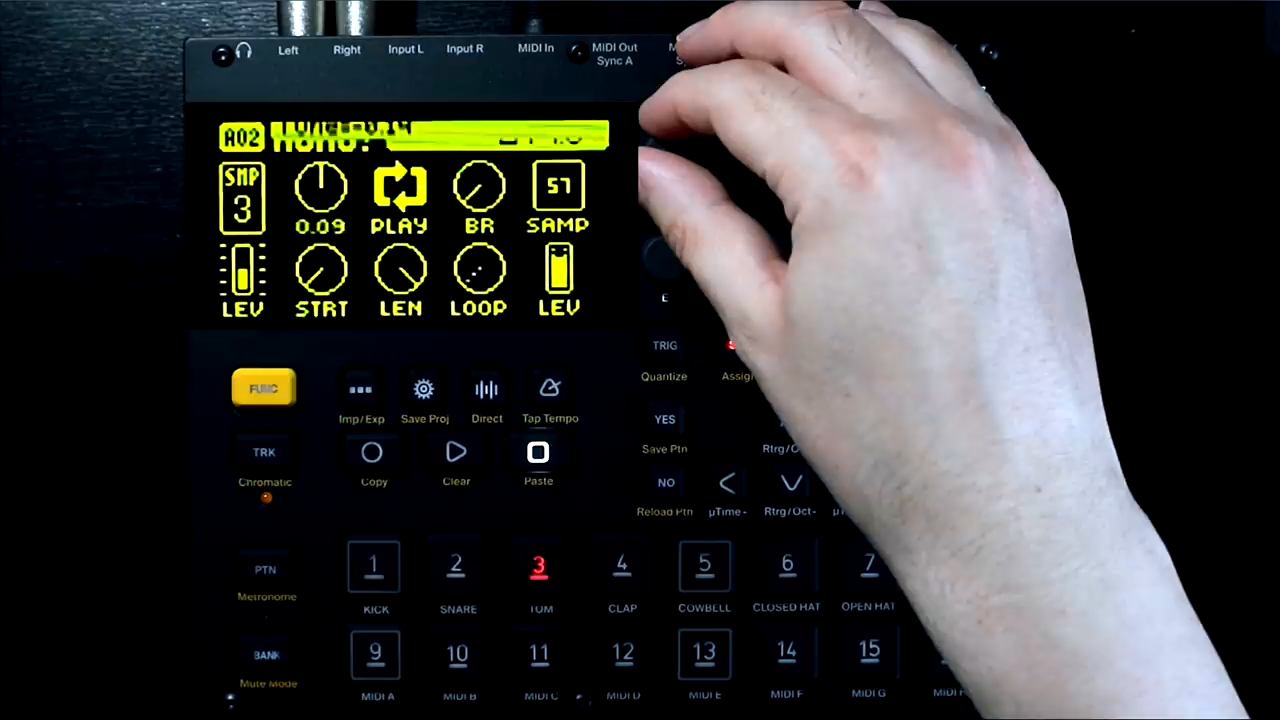 Left Right Input L Input R MIDI In MIDI Out
Sync A
A02
SMP
3
0.09 PLAY BR SAMP
57
LEV STRT LEN LOOP LEV
E
FUNC
TRIG
Quantize
Imp/Exp Save Proj Direct Tap Tempo
YES
Save Ptn
TRK
Chromatic
Copy Clear Paste
NO
Reload Ptn µTime- Rtrg/Oct-
PTN
Metronome
1 2 3 4 5 6 7
KICK SNARE TOM CLAP COWBELL CLOSED HAT OPEN HAT
BANK
Mute Mode
9 10 11 12 13 14 15
MIDI A MIDI B MIDI C MIDI D MIDI E MIDI F MIDI G